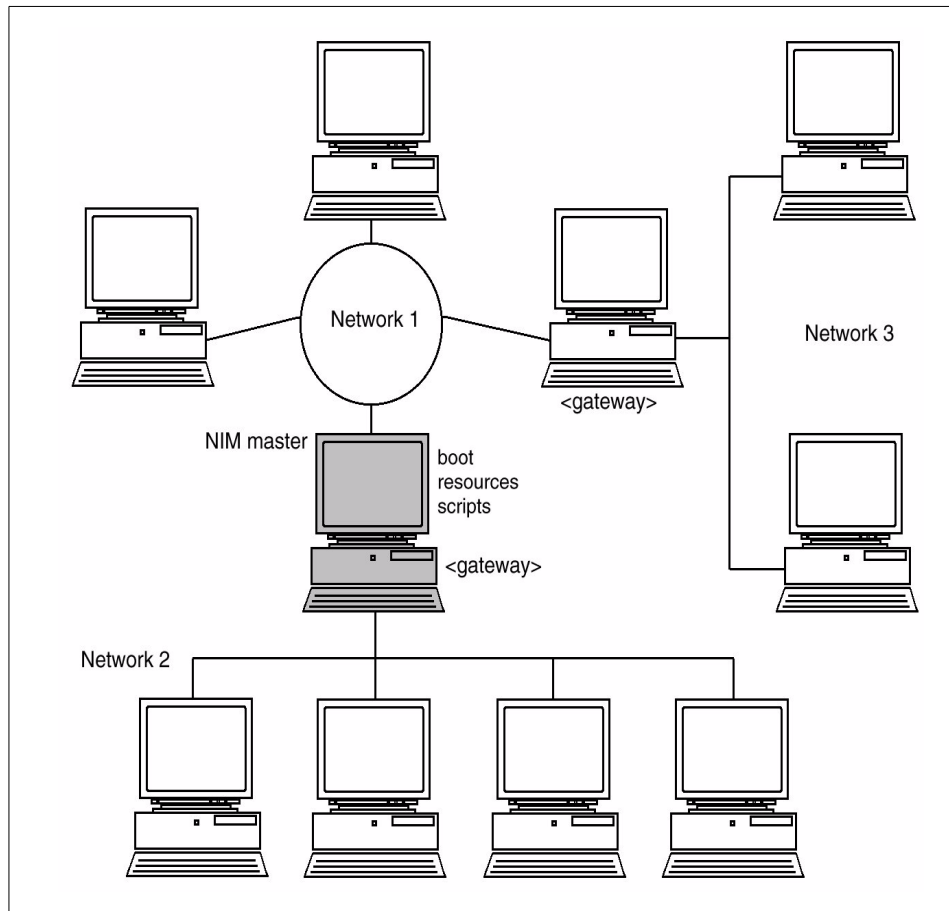 Network 1
Network 3
<gateway>
NIM master
boot
resources
scripts
<gateway>
Network 2